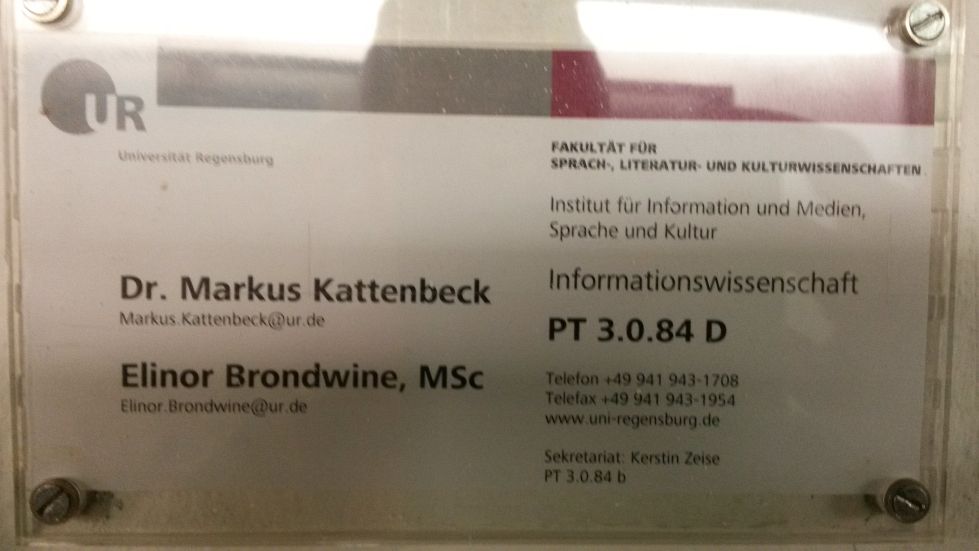 UR
Universität Regensburg
FAKULTÄT FÜR
SPRACH-, LITERATUR- UND KULTURWISSENSCHAFTEN
Institut für Information und Medien,
Sprache und Kultur
Informationswissenschaft
PT 3.0.84 D
Dr. Markus Kattenbeck
Markus.Kattenbeck@ur.de
Elinor Brondwine, MSc
Elinor.Brondwine@ur.de
Telefon +49 941 943-1708
Telefax +49 941 943-1954
www.uni-regensburg.de
Sekretariat: Kerstin Zeise
PT 3.0.84 b